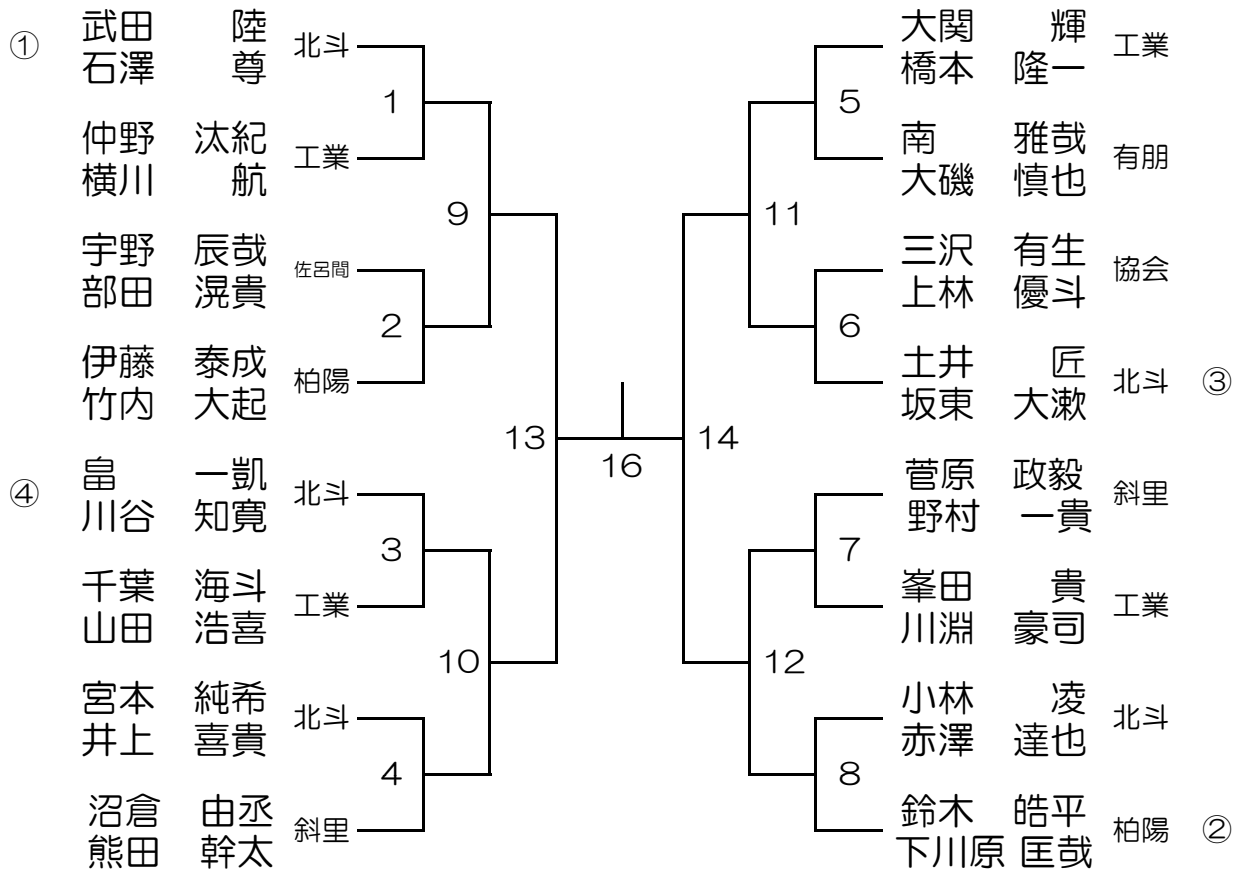 ① 武田 陸 北斗
石澤 尊
1
仲野 汰紀 工業
横川 航
9
宇野 辰哉 佐呂間
部田 滉貴
2
伊藤 泰成 柏陽
竹内 大起
13
④ 畠 一凱 北斗
川谷 知寛
3
千葉 海斗 工業
山田 浩喜
10
宮本 純希 北斗
井上 喜貴
4
沼倉 由丞 斜里
熊田 幹太
16
大関 輝 工業
橋本 隆一
5
南 雅哉 有朋
大磯 慎也
11
三沢 有生 協会
上林 優斗
6
土井 匠 北斗 ③
坂東 大漱
14
菅原 政毅 斜里
野村 一貴
7
峯田 貴 工業
川淵 豪司
12
小林 凌 北斗
赤澤 達也
8
鈴木 皓平 柏陽 ②
下川原 匡哉